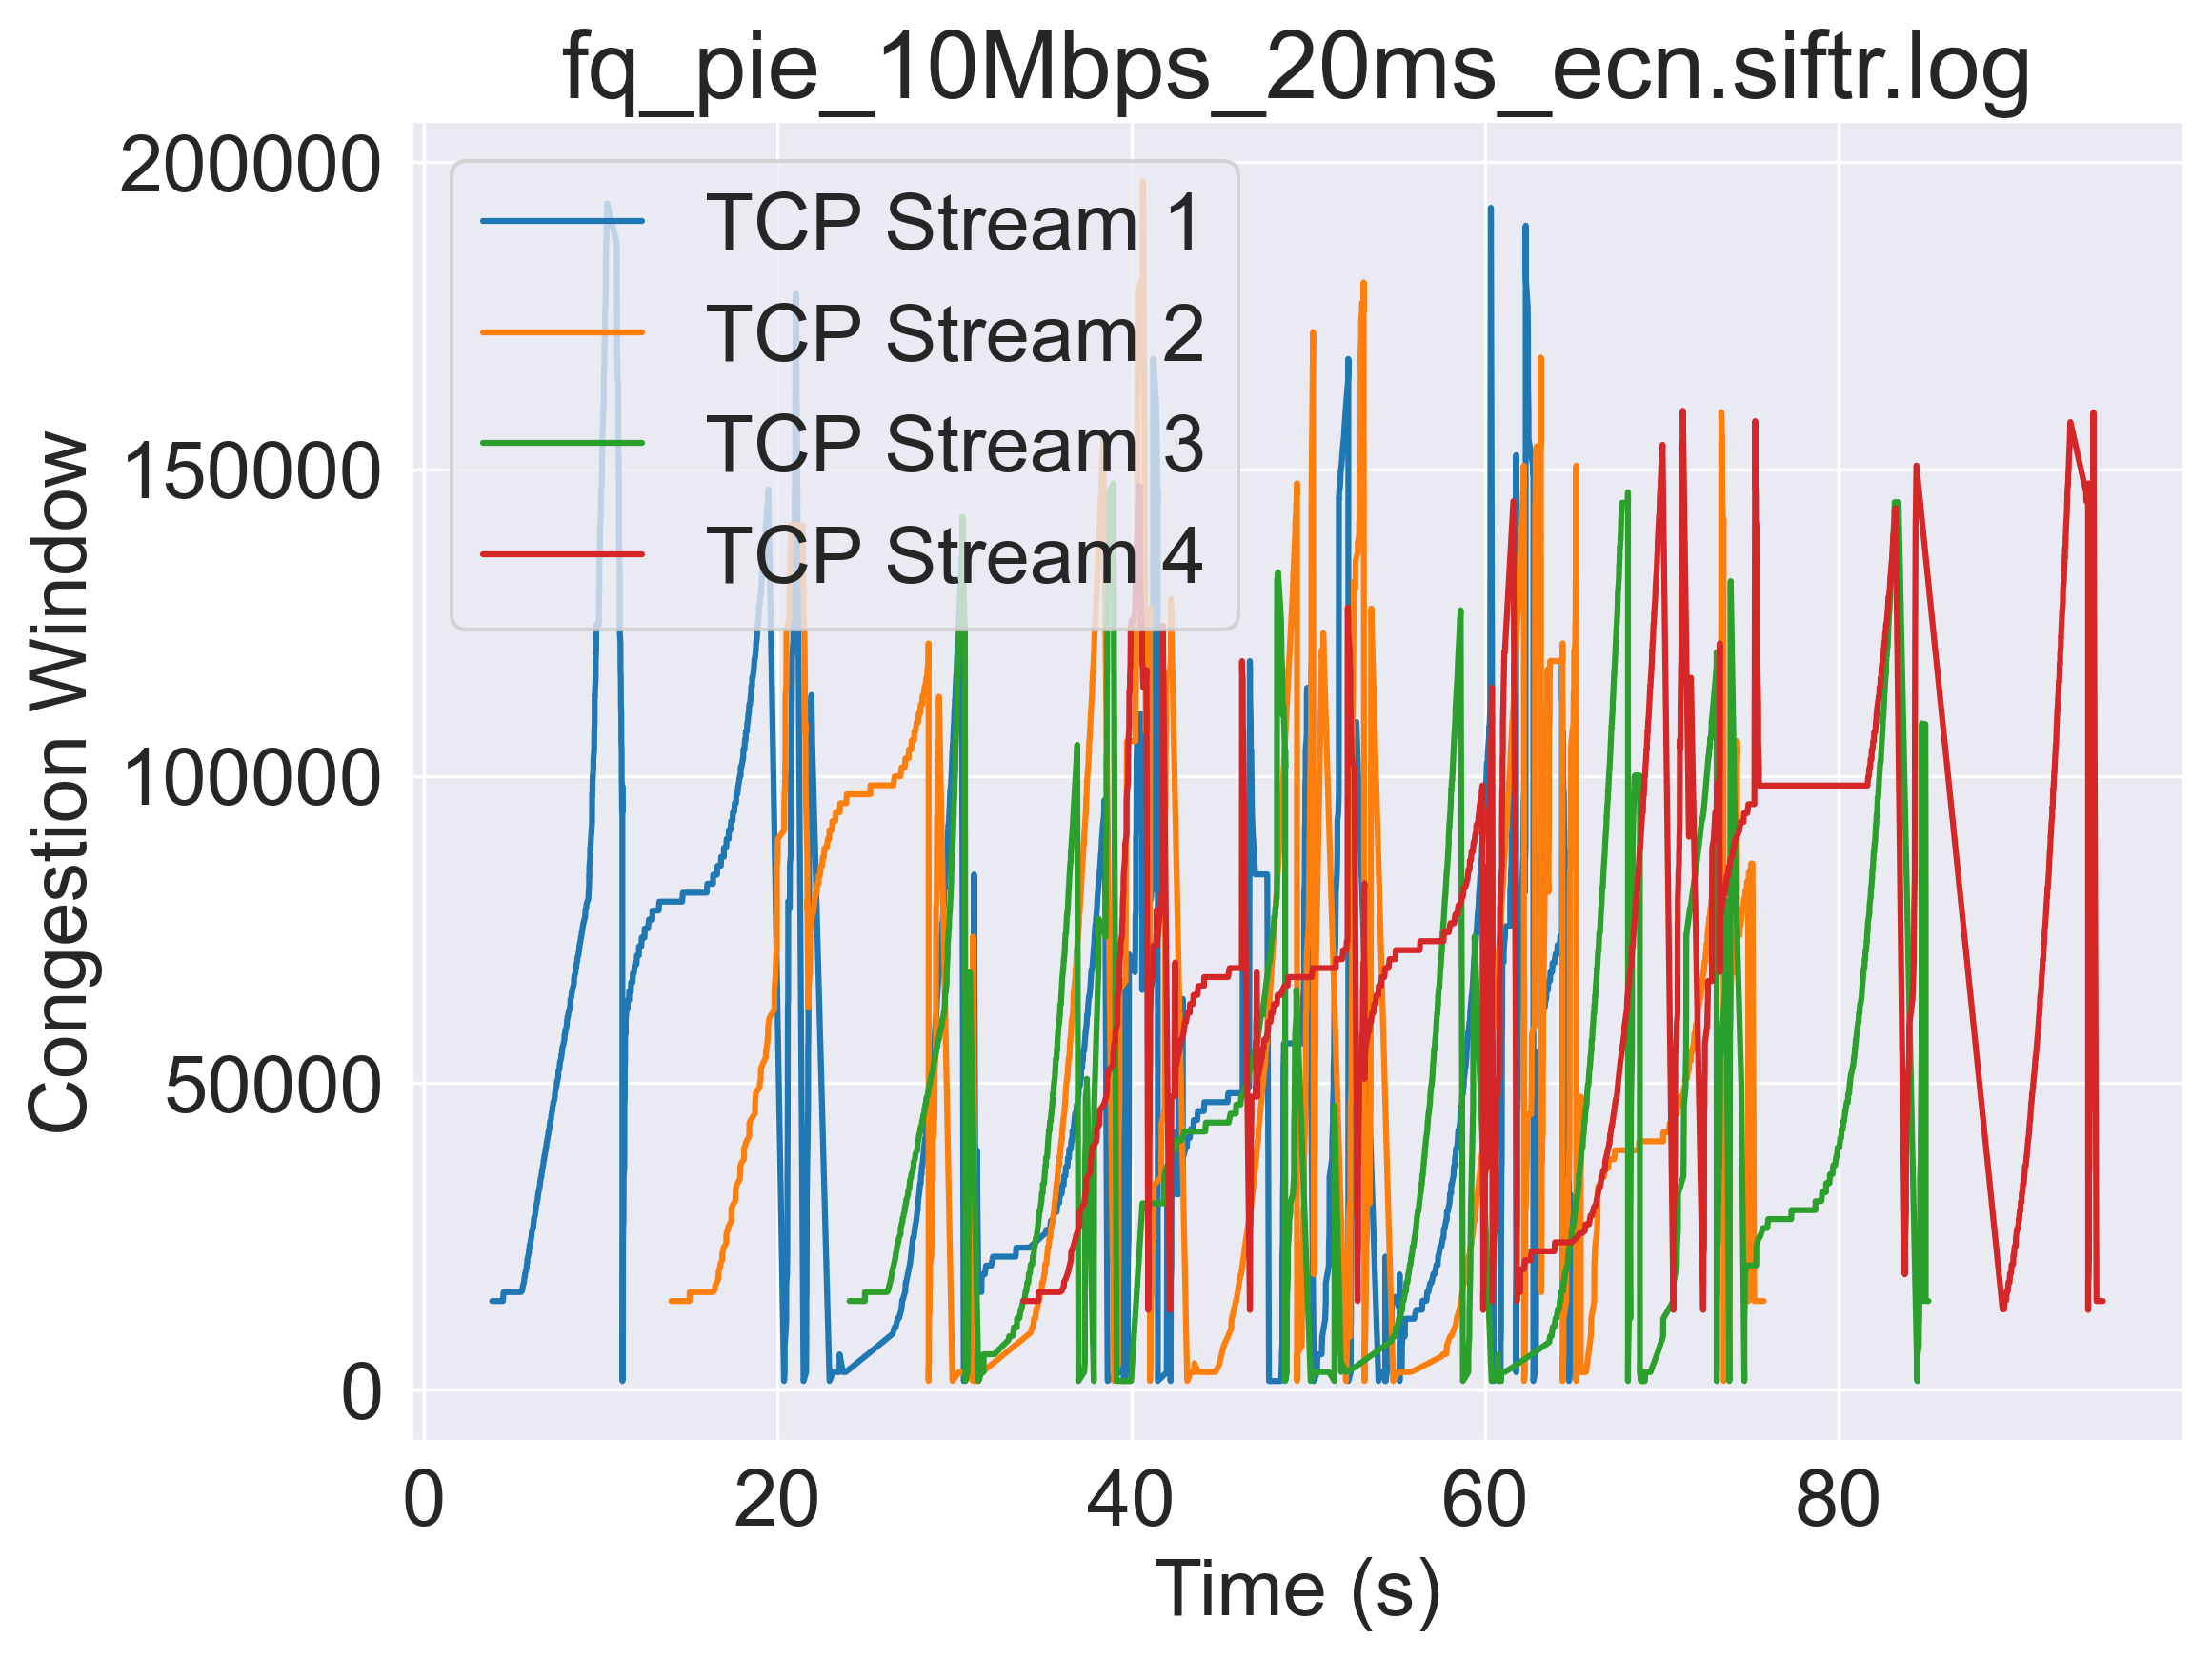 fq_pie_10Mbps_20ms_ecn.siftr.log
200000
150000
100000
50000
0
Congestion Window
TCP Stream 1
TCP Stream 2
TCP Stream 3
TCP Stream 4
0 20 40 60 80
Time (s)